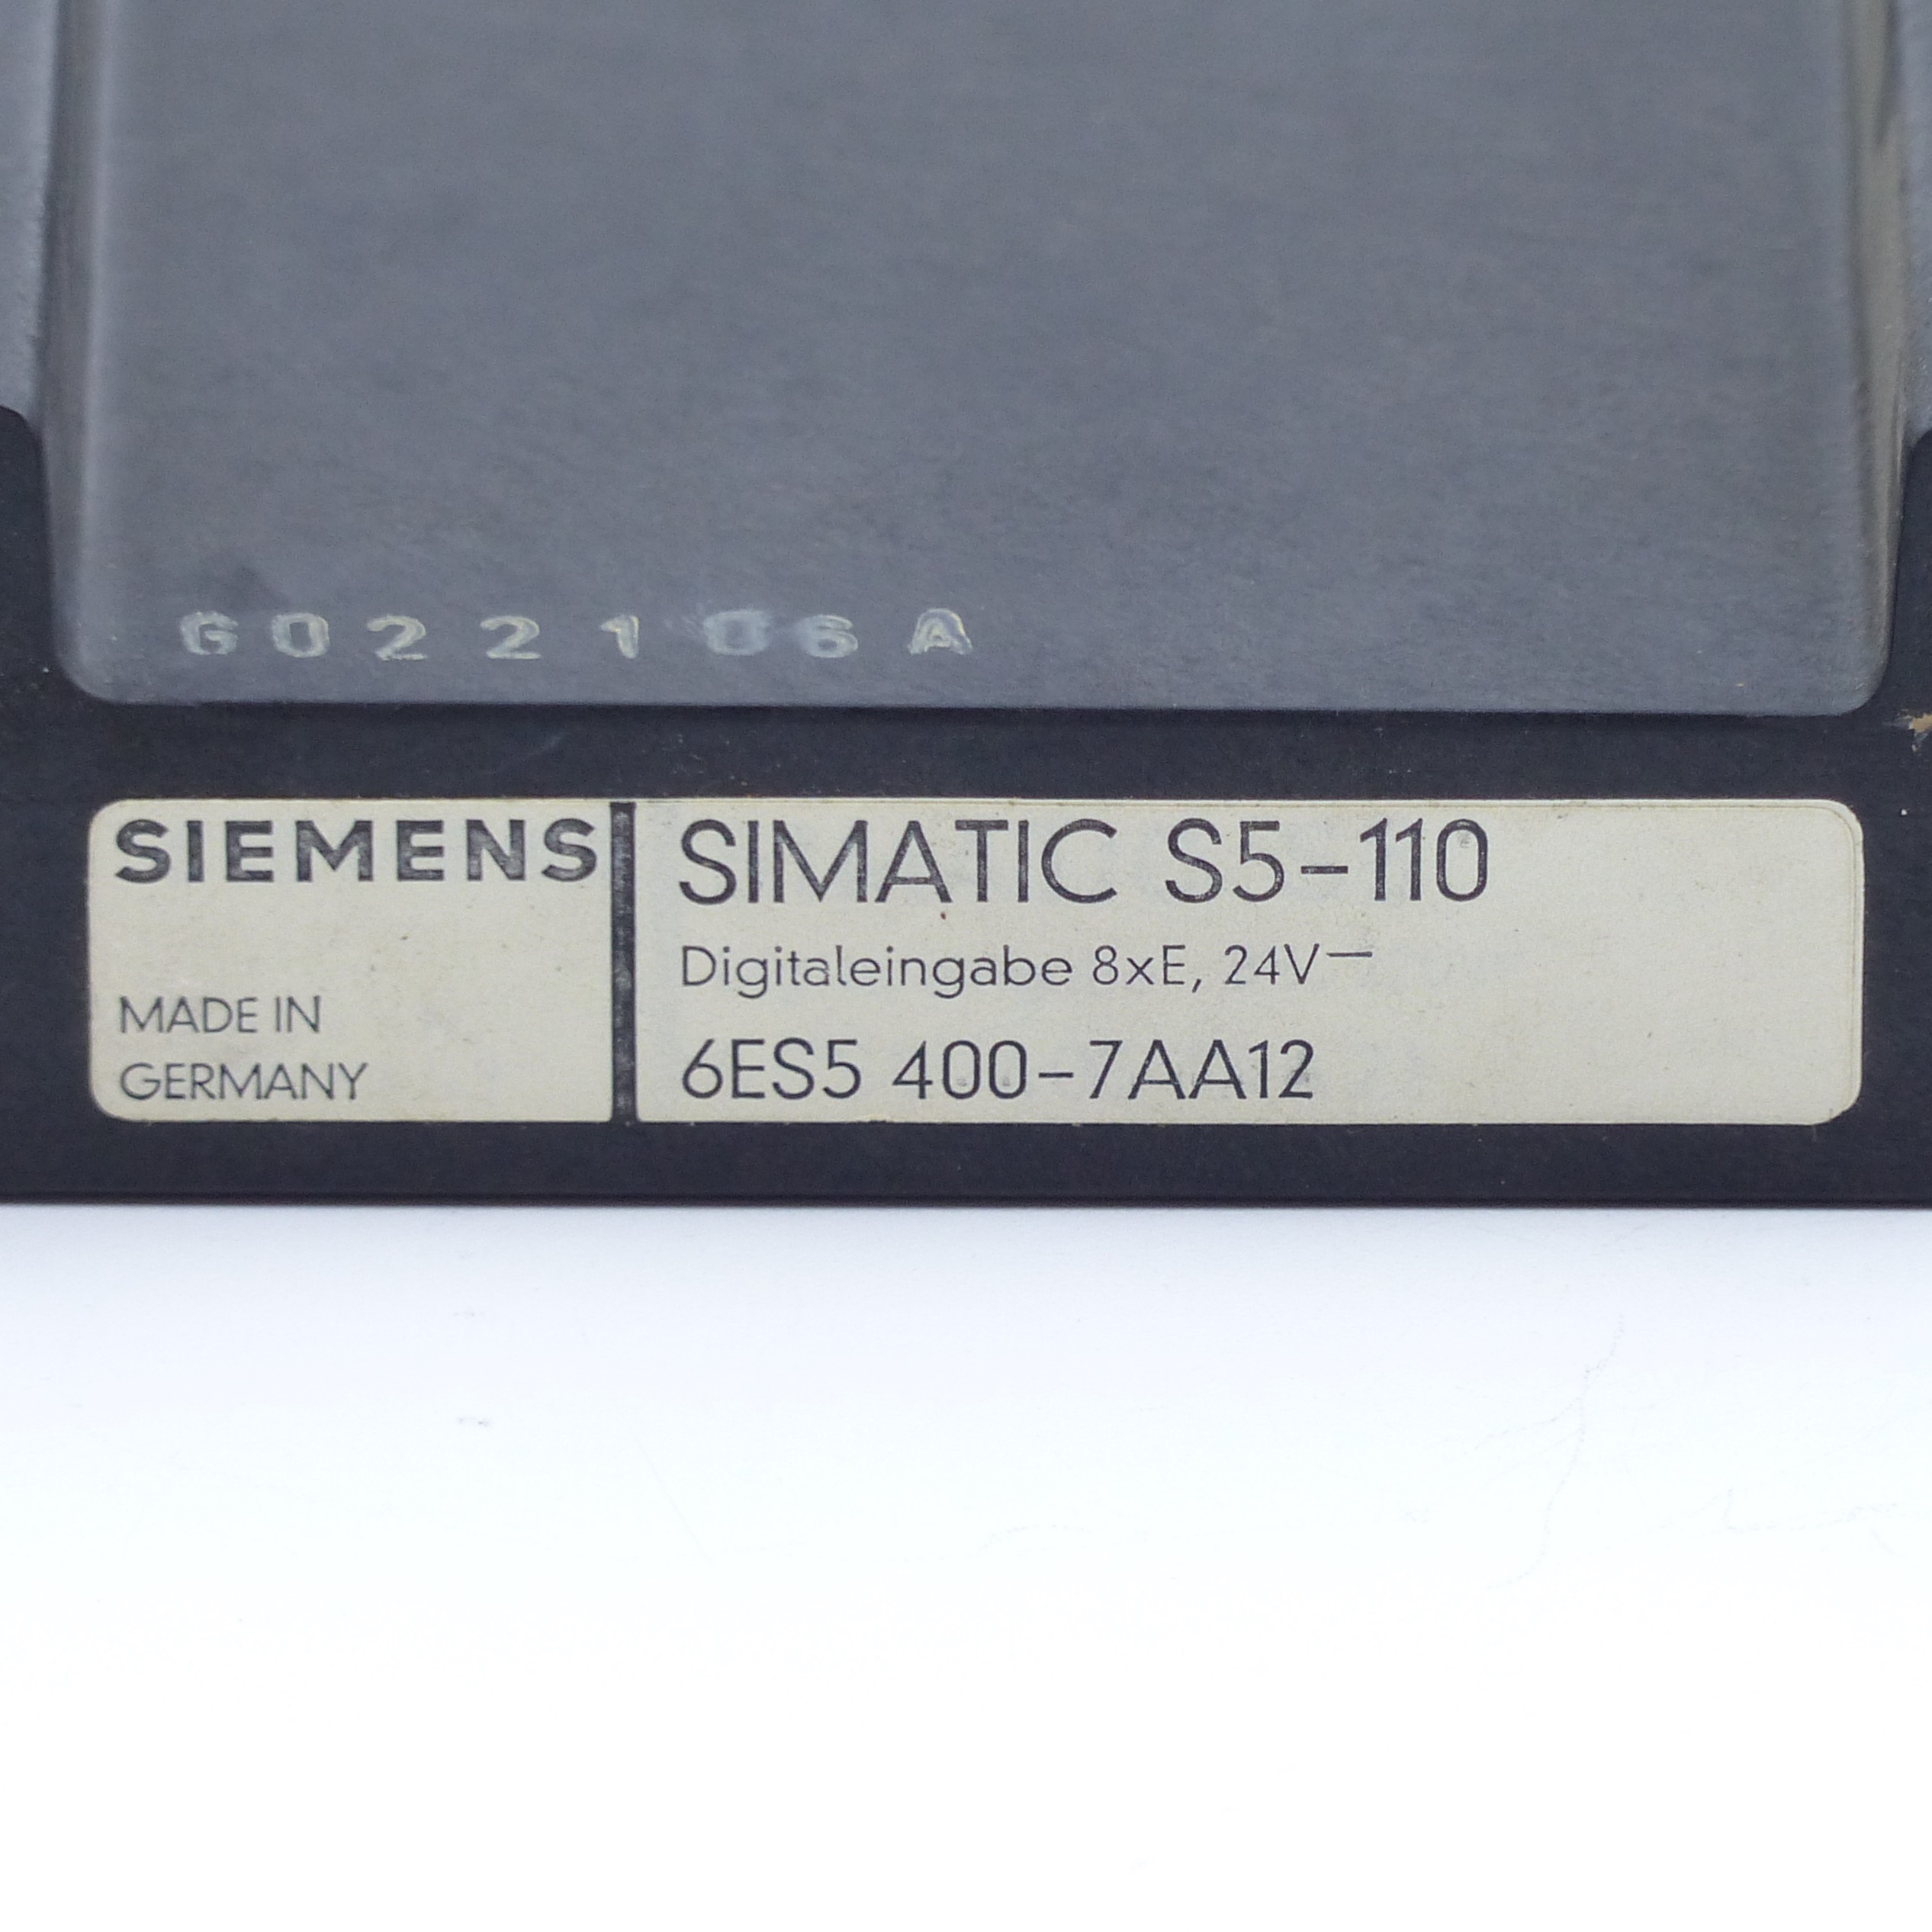 G022106A
SIEMENS
MADE IN
GERMANY
SIMATIC S5-110
Digitaleingabe 8xE, 24V—
6ES5 400-7AA12